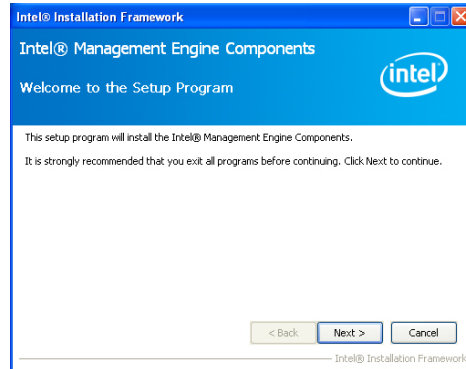 Intel® Installation Framework
Intel® Management Engine Components
Welcome to the Setup Program
intel
This setup program will install the Intel® Management Engine Components.
It is strongly recommended that you exit all programs before continuing. Click Next to continue.
< Back
Next >
Cancel
Intel® Installation Framework